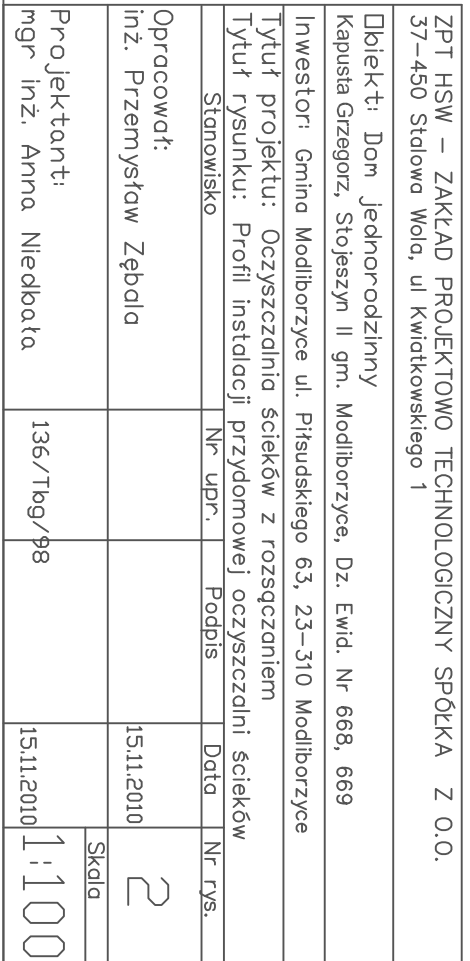 ZPT HSW – ZAKŁAD PROJEKTOWO TECHNOLOGICZNY SPÓŁKA Z O.O.
37-450 Stalowa Wola, ul Kwiatkowskiego 1
Obiekt: Dom jednorodzinny
Kapusta Grzegorz, Stojeszyn II gm. Modliborzyce, Dz. Ewid. Nr 668, 669
Inwestor: Gmina Modliborzyce ul. Piłsudskiego 63, 23-310 Modliborzyce
Tytuł projektu: Oczyszczalnia ścieków z rozsączaniem
Tytuł rysunku: Profil instalacji przydomowej oczyszczalni ścieków
Stanowisko Nr upr. Podpis Data Nr rys.
Opracował:
inż. Przemysław Zębala 15.11.2010 2
Skala
Projektant:
mgr inż. Anna Niedbała 136/Tbg/98 15.11.2010 1:100